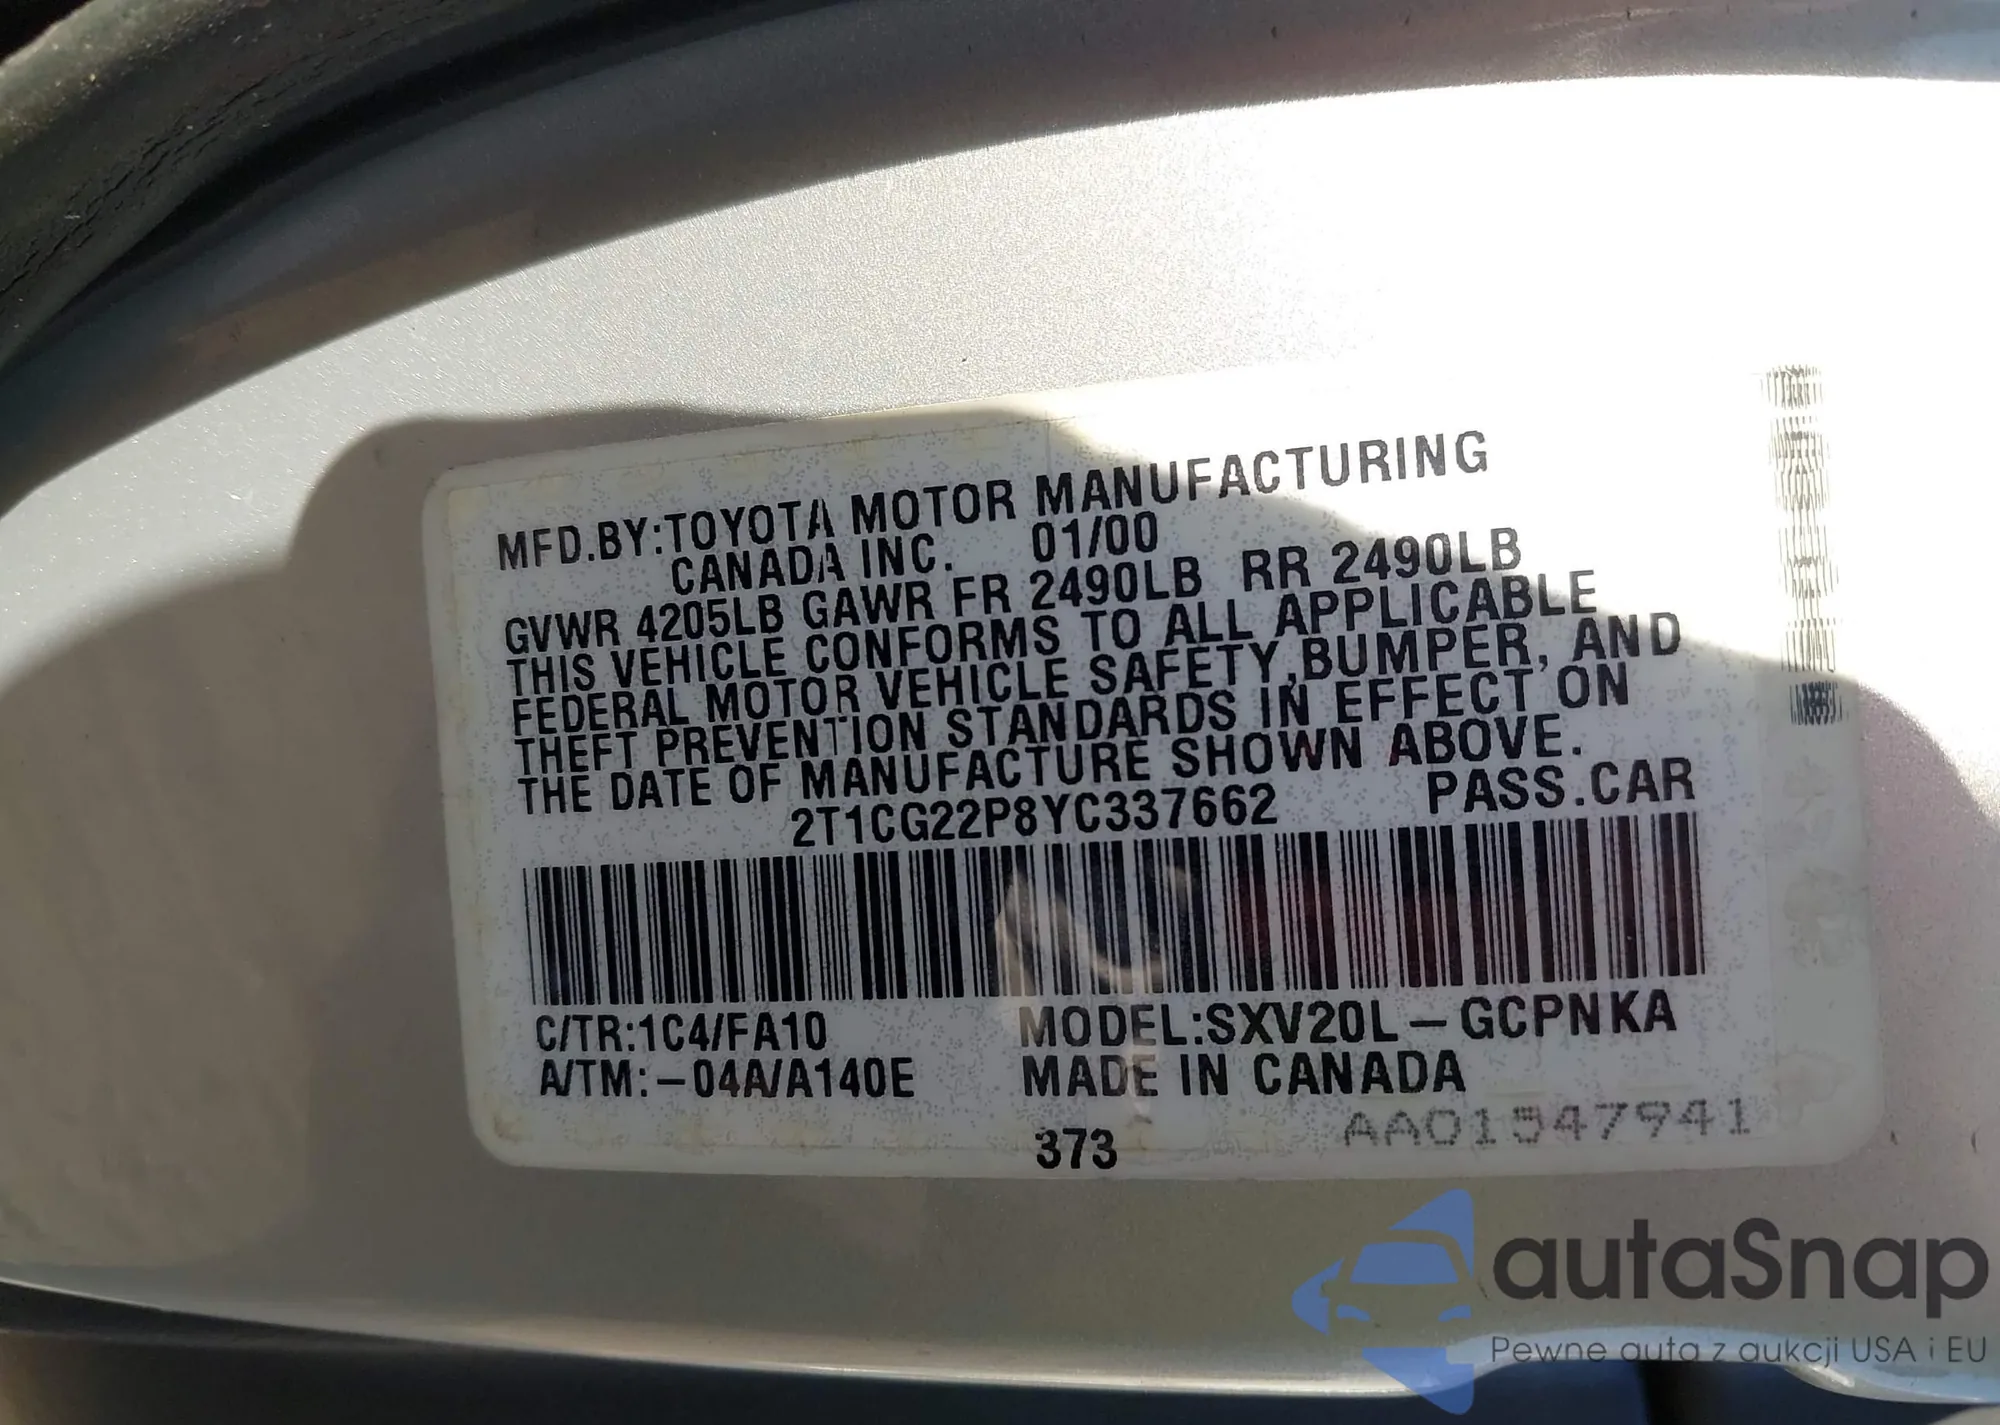 MFD.BY:TOYOTA MOTOR MANUFACTURING
CANADA INC. 01/00
GVWR 4205LB GAWR FR 2490LB RR 2490LB
THIS VEHICLE CONFORMS TO ALL APPLICABLE
FEDERAL MOTOR VEHICLE SAFETY,BUMPER, AND
THEFT PREVENTION STANDARDS IN EFFECT ON
THE DATE OF MANUFACTURE SHOWN ABOVE.
2T1CG22P8YC337662 PASS.CAR
C/TR:1C4/FA10 MODEL:SXV20L-GCPNKA
A/TM:-04A/A140E MADE IN CANADA
AA01547941
373
autaSnap
Pewne auta z aukcji USA i EU